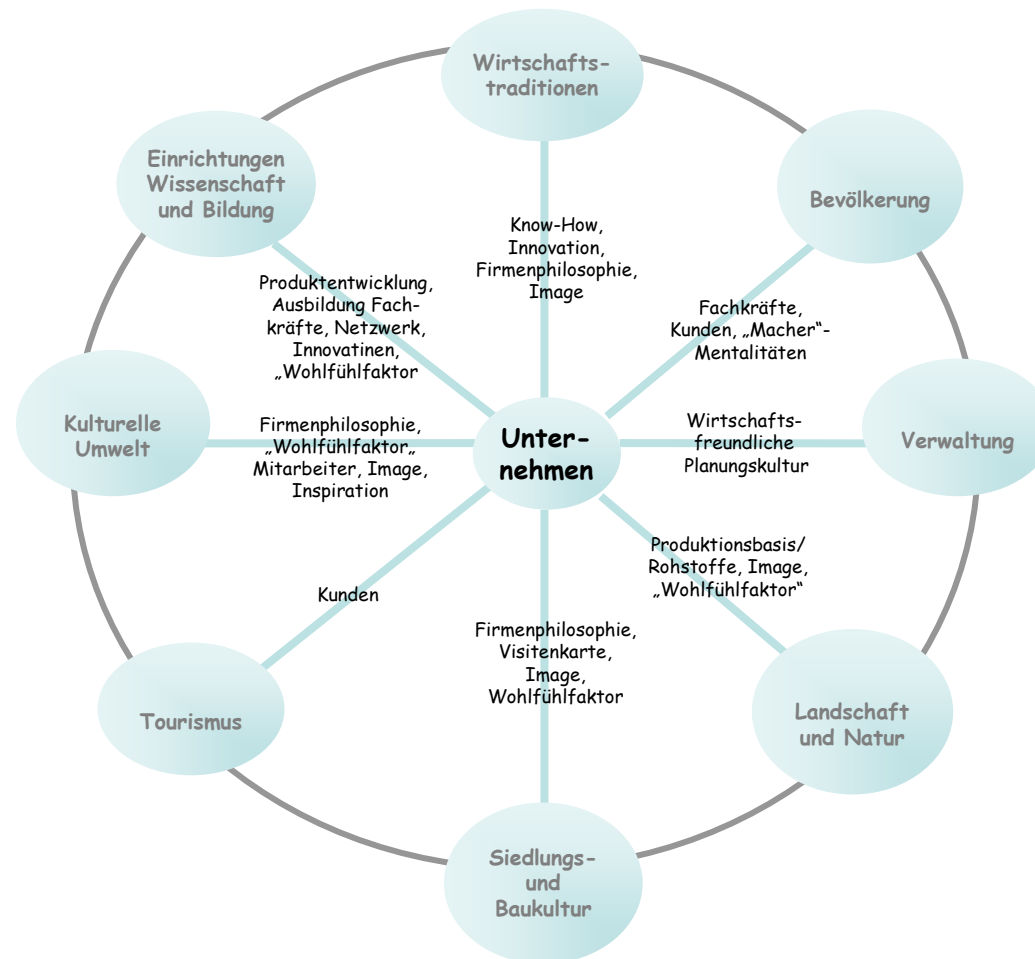 Wirtschafts-
traditionen
Einrichtungen
Wissenschaft
und Bildung
Bevölkerung
Know-How,
Innovation,
Firmenphilosophie,
Image
Produktentwicklung,
Ausbildung Fach-
kräfte, Netzwerk,
Innovatinen,
„Wohlfühlfaktor
Fachkräfte,
Kunden, „Macher“-
Mentalitäten
Kulturelle
Umwelt
Firmenphilosophie,
„Wohlfühlfaktor„
Mitarbeiter, Image,
Inspiration
Unter-
nehmen
Wirtschafts-
freundliche
Planungskultur
Verwaltung
Produktionsbasis/
Rohstoffe, Image,
„Wohlfühlfaktor“
Kunden
Firmenphilosophie,
Visitenkarte,
Image,
Wohlfühlfaktor
Tourismus
Landschaft
und Natur
Siedlungs-
und
Baukultur